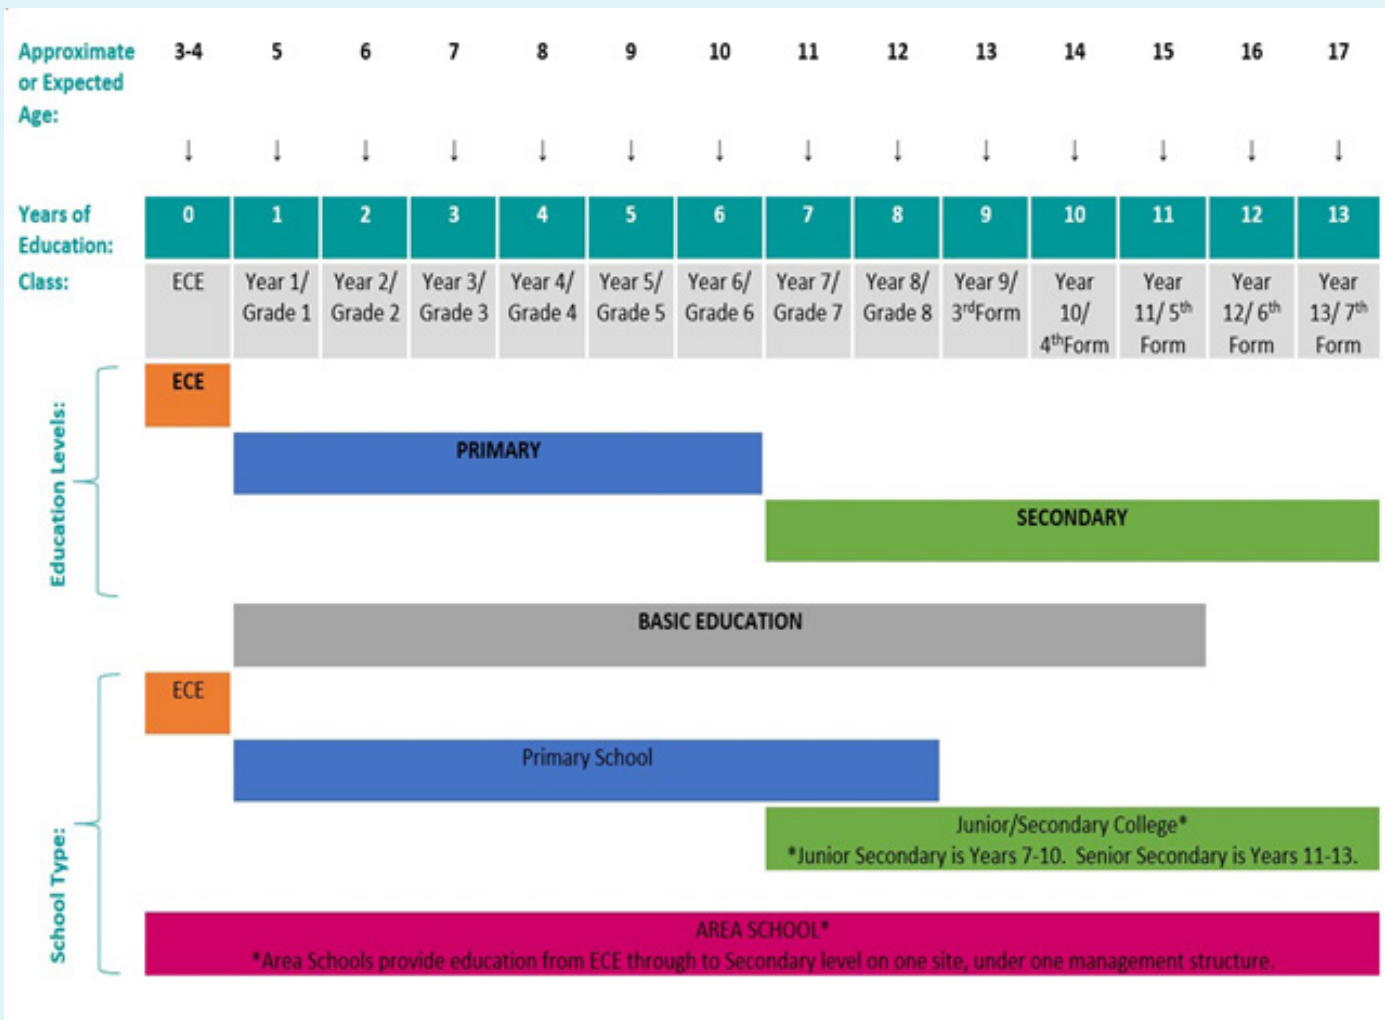 Approximate or Expected Age:
3-4 5 6 7 8 9 10 11 12 13 14 15 16 17
↓ ↓ ↓ ↓ ↓ ↓ ↓ ↓ ↓ ↓ ↓ ↓ ↓ ↓
Years of Education:
0 1 2 3 4 5 6 7 8 9 10 11 12 13
Class:
ECE
Year 1/ Grade 1
Year 2/ Grade 2
Year 3/ Grade 3
Year 4/ Grade 4
Year 5/ Grade 5
Year 6/ Grade 6
Year 7/ Grade 7
Year 8/ Grade 8
Year 9/ 3rdForm
Year 10/ 4thForm
Year 11/ 5th Form
Year 12/ 6th Form
Year 13/ 7th Form
Education Levels:
ECE
PRIMARY
SECONDARY
BASIC EDUCATION
School Type:
ECE
Primary School
Junior/Secondary College*
*Junior Secondary is Years 7-10. Senior Secondary is Years 11-13.
AREA SCHOOL*
*Area Schools provide education from ECE through to Secondary level on one site, under one management structure.